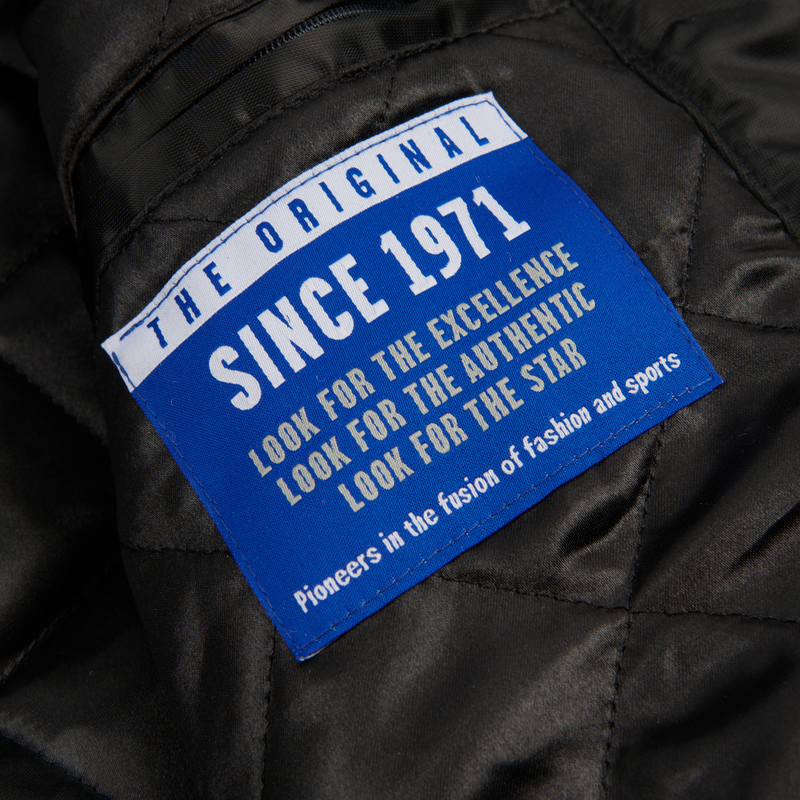 THE ORIGINAL
SINCE 1971
LOOK FOR THE EXCELLENCE
LOOK FOR THE AUTHENTIC
LOOK FOR THE STAR
Pioneers in the fusion of fashion and sports